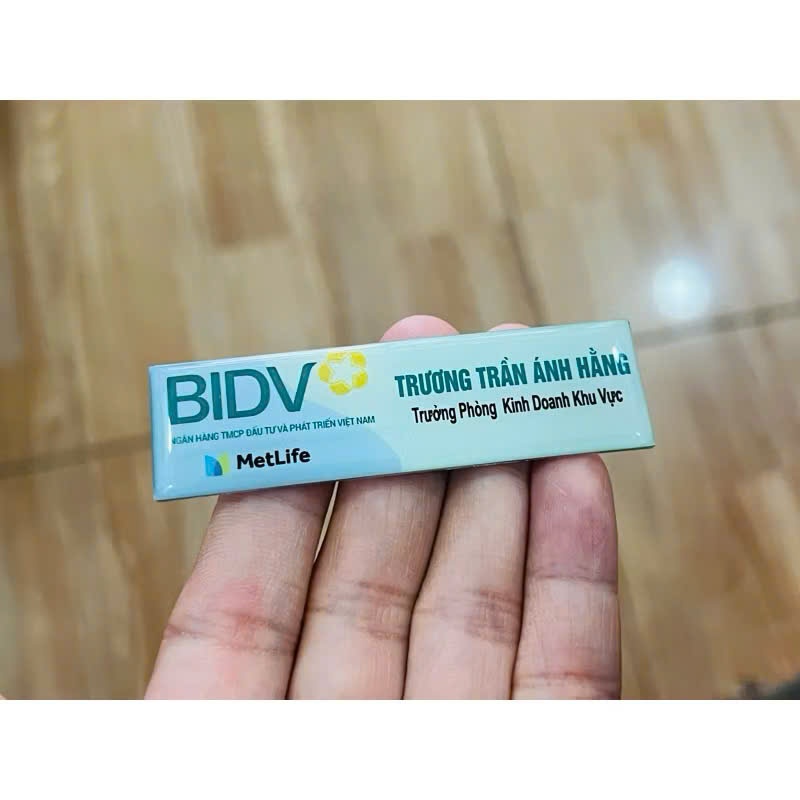 BIDV
NGÂN HÀNG TMCP ĐẦU TƯ VÀ PHÁT TRIỂN VIỆT NAM
MetLife
TRƯƠNG TRẦN ÁNH HẰNG
Trưởng Phòng Kinh Doanh Khu Vực